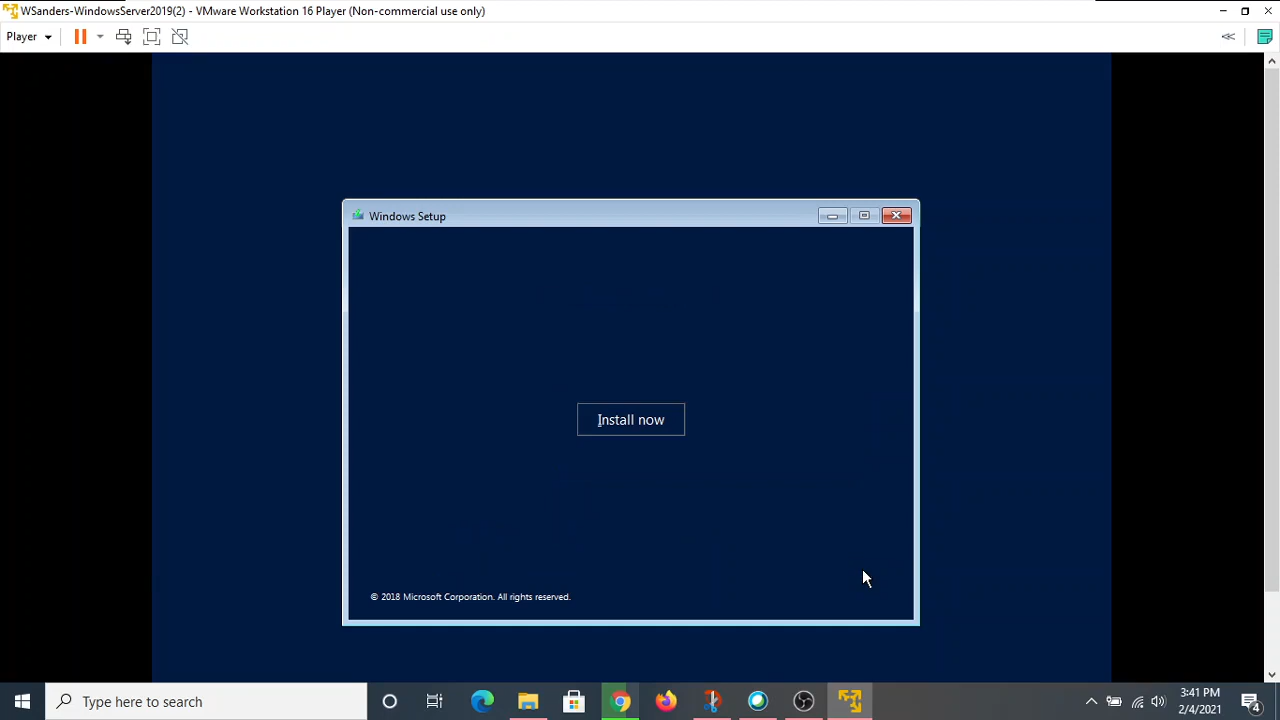 WSanders-WindowsServer2019(2) - VMware Workstation 16 Player (Non-commercial use only)
Player
Windows Setup
Install now
© 2018 Microsoft Corporation. All rights reserved.
Type here to search
3:41 PM
2/4/2021
4